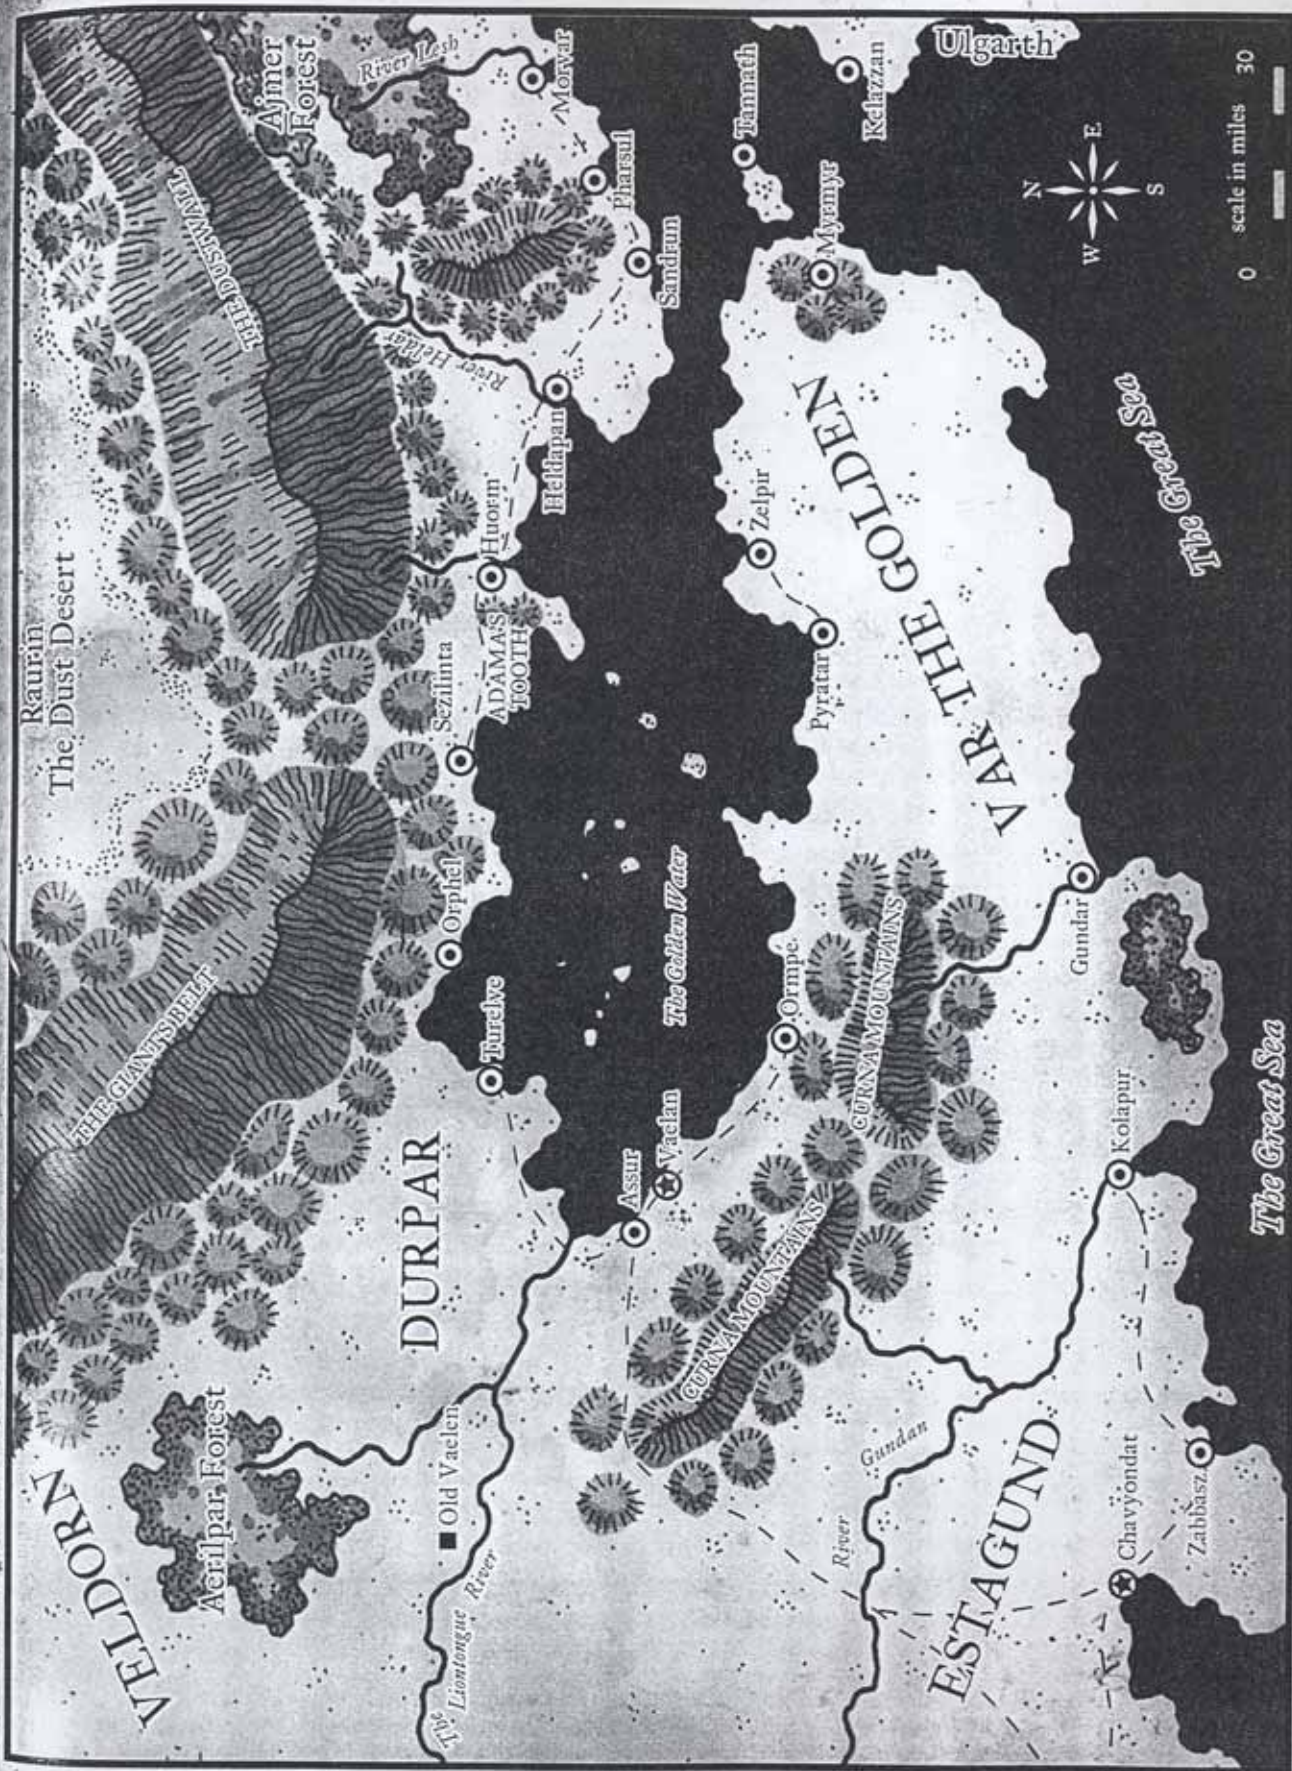 VELDORN
THE GIANT'S BELT
Raurin
The Dust Desert
THE DUSTWALL
Ajmer
Forest
River Lesh
Aerilpar Forest
DURPAR
Old Vaelen
The Liontongue River
Turelve
Orphel
Sezilinta
ADAMA'S
TOOTH
Huorm
River Heldar
Heldapan
Sandrun
Pharsul
Morvar
Assur
Vaelan
The Golden Water
CURNA MOUNTAINS
Ormpe.
CURNA MOUNTAINS
Pyratar
Zelpir
Myrmyr
Tannath
Kelazzan
Ulgarth
VAR THE GOLDEN
River Gundan
ESTAGUND
Gundar
Kolapur
Chavyondat
Zabbasz
The Great Sea
The Great Sea
N
W
E
S
scale in miles
0
30